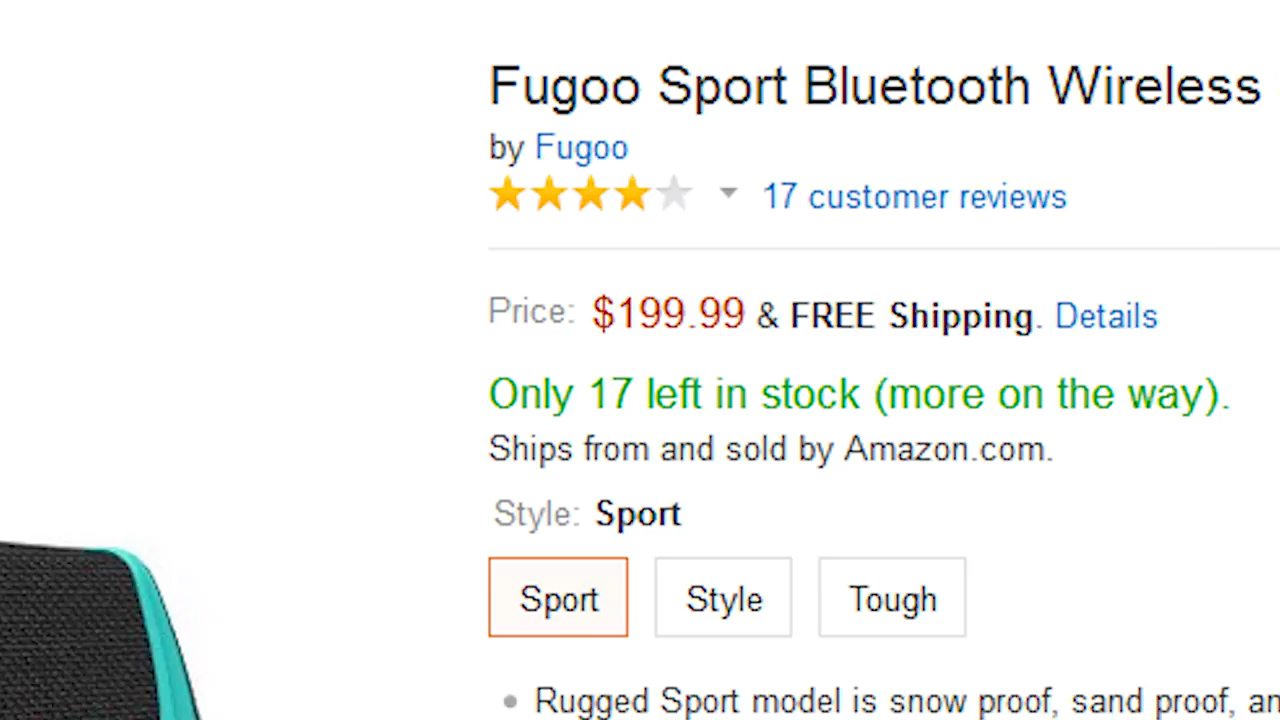 Fugoo Sport Bluetooth Wireless
by Fugoo
17 customer reviews
Price: $199.99 & FREE Shipping. Details
Only 17 left in stock (more on the way).
Ships from and sold by Amazon.com.
Style: Sport
Sport Style Tough
Rugged Sport model is snow proof, sand proof,